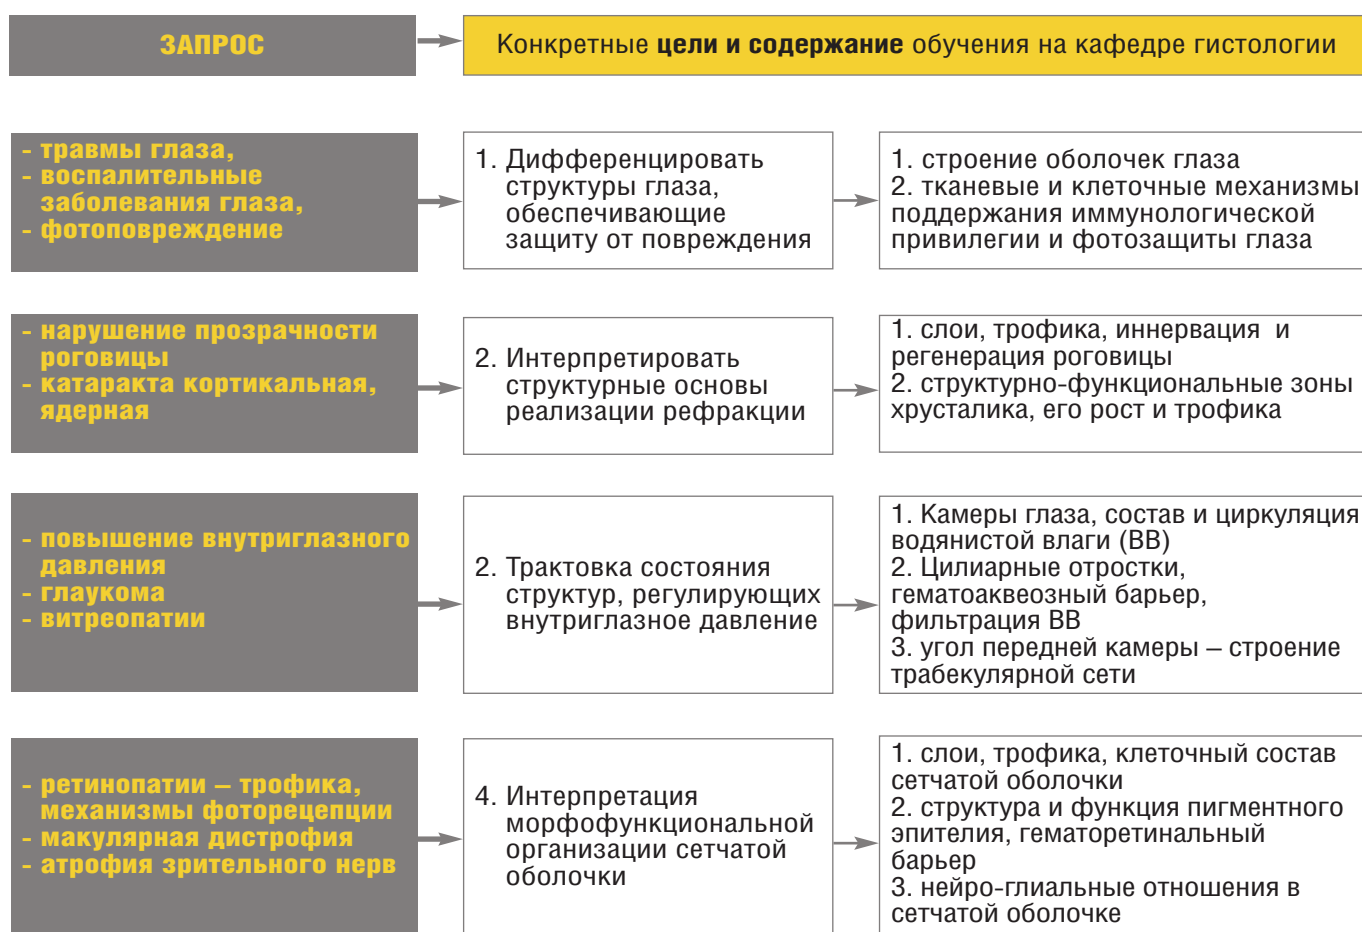 ЗАПРОС
Конкретные цели и содержание обучения на кафедре гистологии
- травмы глаза,
- воспалительные
заболевания глаза,
- фотоповреждение
1. Дифференцировать
структуры глаза,
обеспечивающие
защиту от повреждения
1. строение оболочек глаза
2. тканевые и клеточные механизмы
поддержания иммунологической
привилегии и фотозащиты глаза
- нарушение прозрачности
роговицы
- катаракта кортикальная,
ядерная
2. Интерпретировать
структурные основы
реализации рефракции
1. слои, трофика, иннервация и
регенерация роговицы
2. структурно-функциональные зоны
хрусталика, его рост и трофика
- повышение внутриглазного
давления
- глаукома
- витреопатии
2. Трактовка состояния
структур, регулирующих
внутриглазное давление
1. Камеры глаза, состав и циркуляция
водянистой влаги (ВВ)
2. Цилиарные отростки,
гематоаквеозный барьер,
фильтрация ВВ
3. угол передней камеры – строение
трабекулярной сети
- ретинопатии – трофика,
механизмы фоторецепции
- макулярная дистрофия
- атрофия зрительного нерв
4. Интерпретация
морфофункциональной
организации сетчатой
оболочки
1. слои, трофика, клеточный состав
сетчатой оболочки
2. структура и функция пигментного
эпителия, гематоретинальный
барьер
3. нейро-глиальные отношения в
сетчатой оболочке